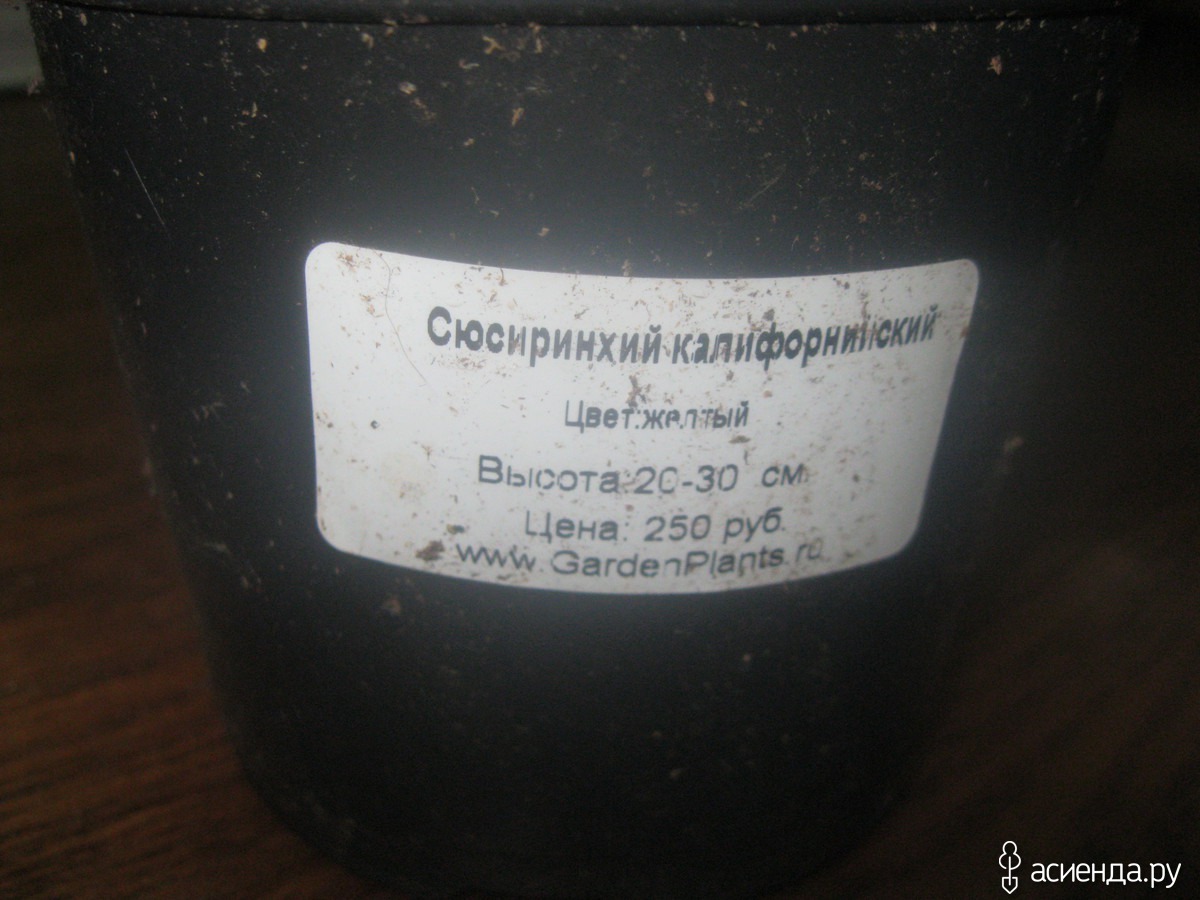 Сюсиринхий калифорнийский
Цвет:желтый
Высота:20-30 см.
Цена: 250 руб.
www.GardenPlants.ru
асиенда.ру